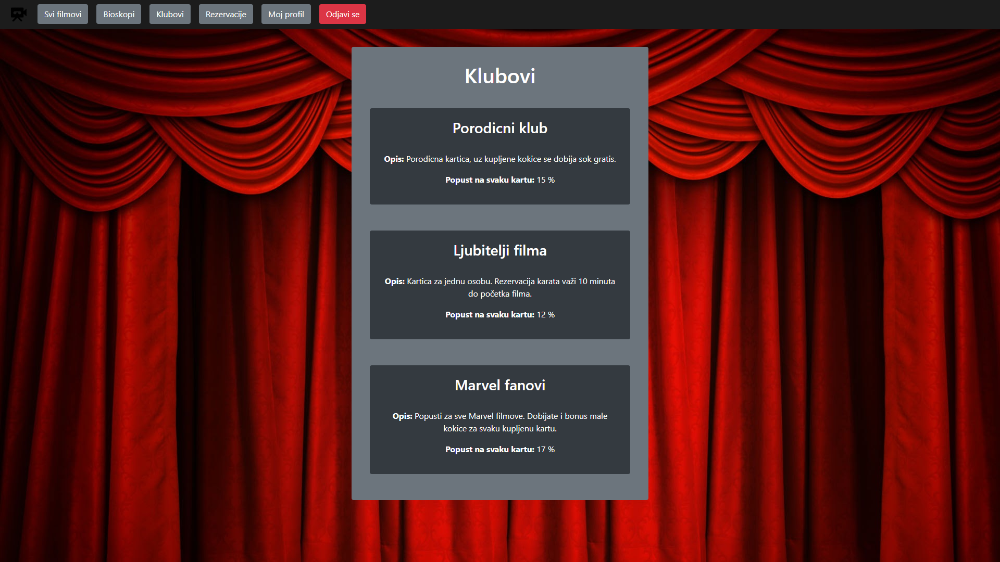 Svi filmovi
Bioskopi
Klubovi
Rezervacije
Moj profil
Odjavi se
Klubovi
Porodicni klub
Opis: Porodicna kartica, uz kupljene kokice se dobija sok gratis.
Popust na svaku kartu: 15 %
Ljubitelji filma
Opis: Kartica za jednu osobu. Rezervacija karata važi 10 minuta
do početka filma.
Popust na svaku kartu: 12 %
Marvel fanovi
Opis: Popusti za sve Marvel filmove. Dobijate i bonus male
kokice za svaku kupljenu kartu.
Popust na svaku kartu: 17 %